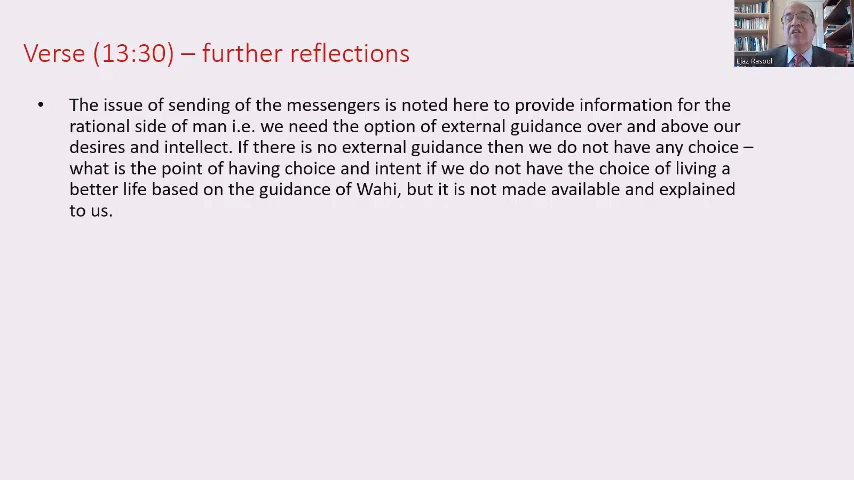 Verse (13:30) – further reflections
Ejaz Rasool
• The issue of sending of the messengers is noted here to provide information for the
rational side of man i.e. we need the option of external guidance over and above our
desires and intellect. If there is no external guidance then we do not have any choice –
what is the point of having choice and intent if we do not have the choice of living a
better life based on the guidance of Wahi, but it is not made available and explained
to us.